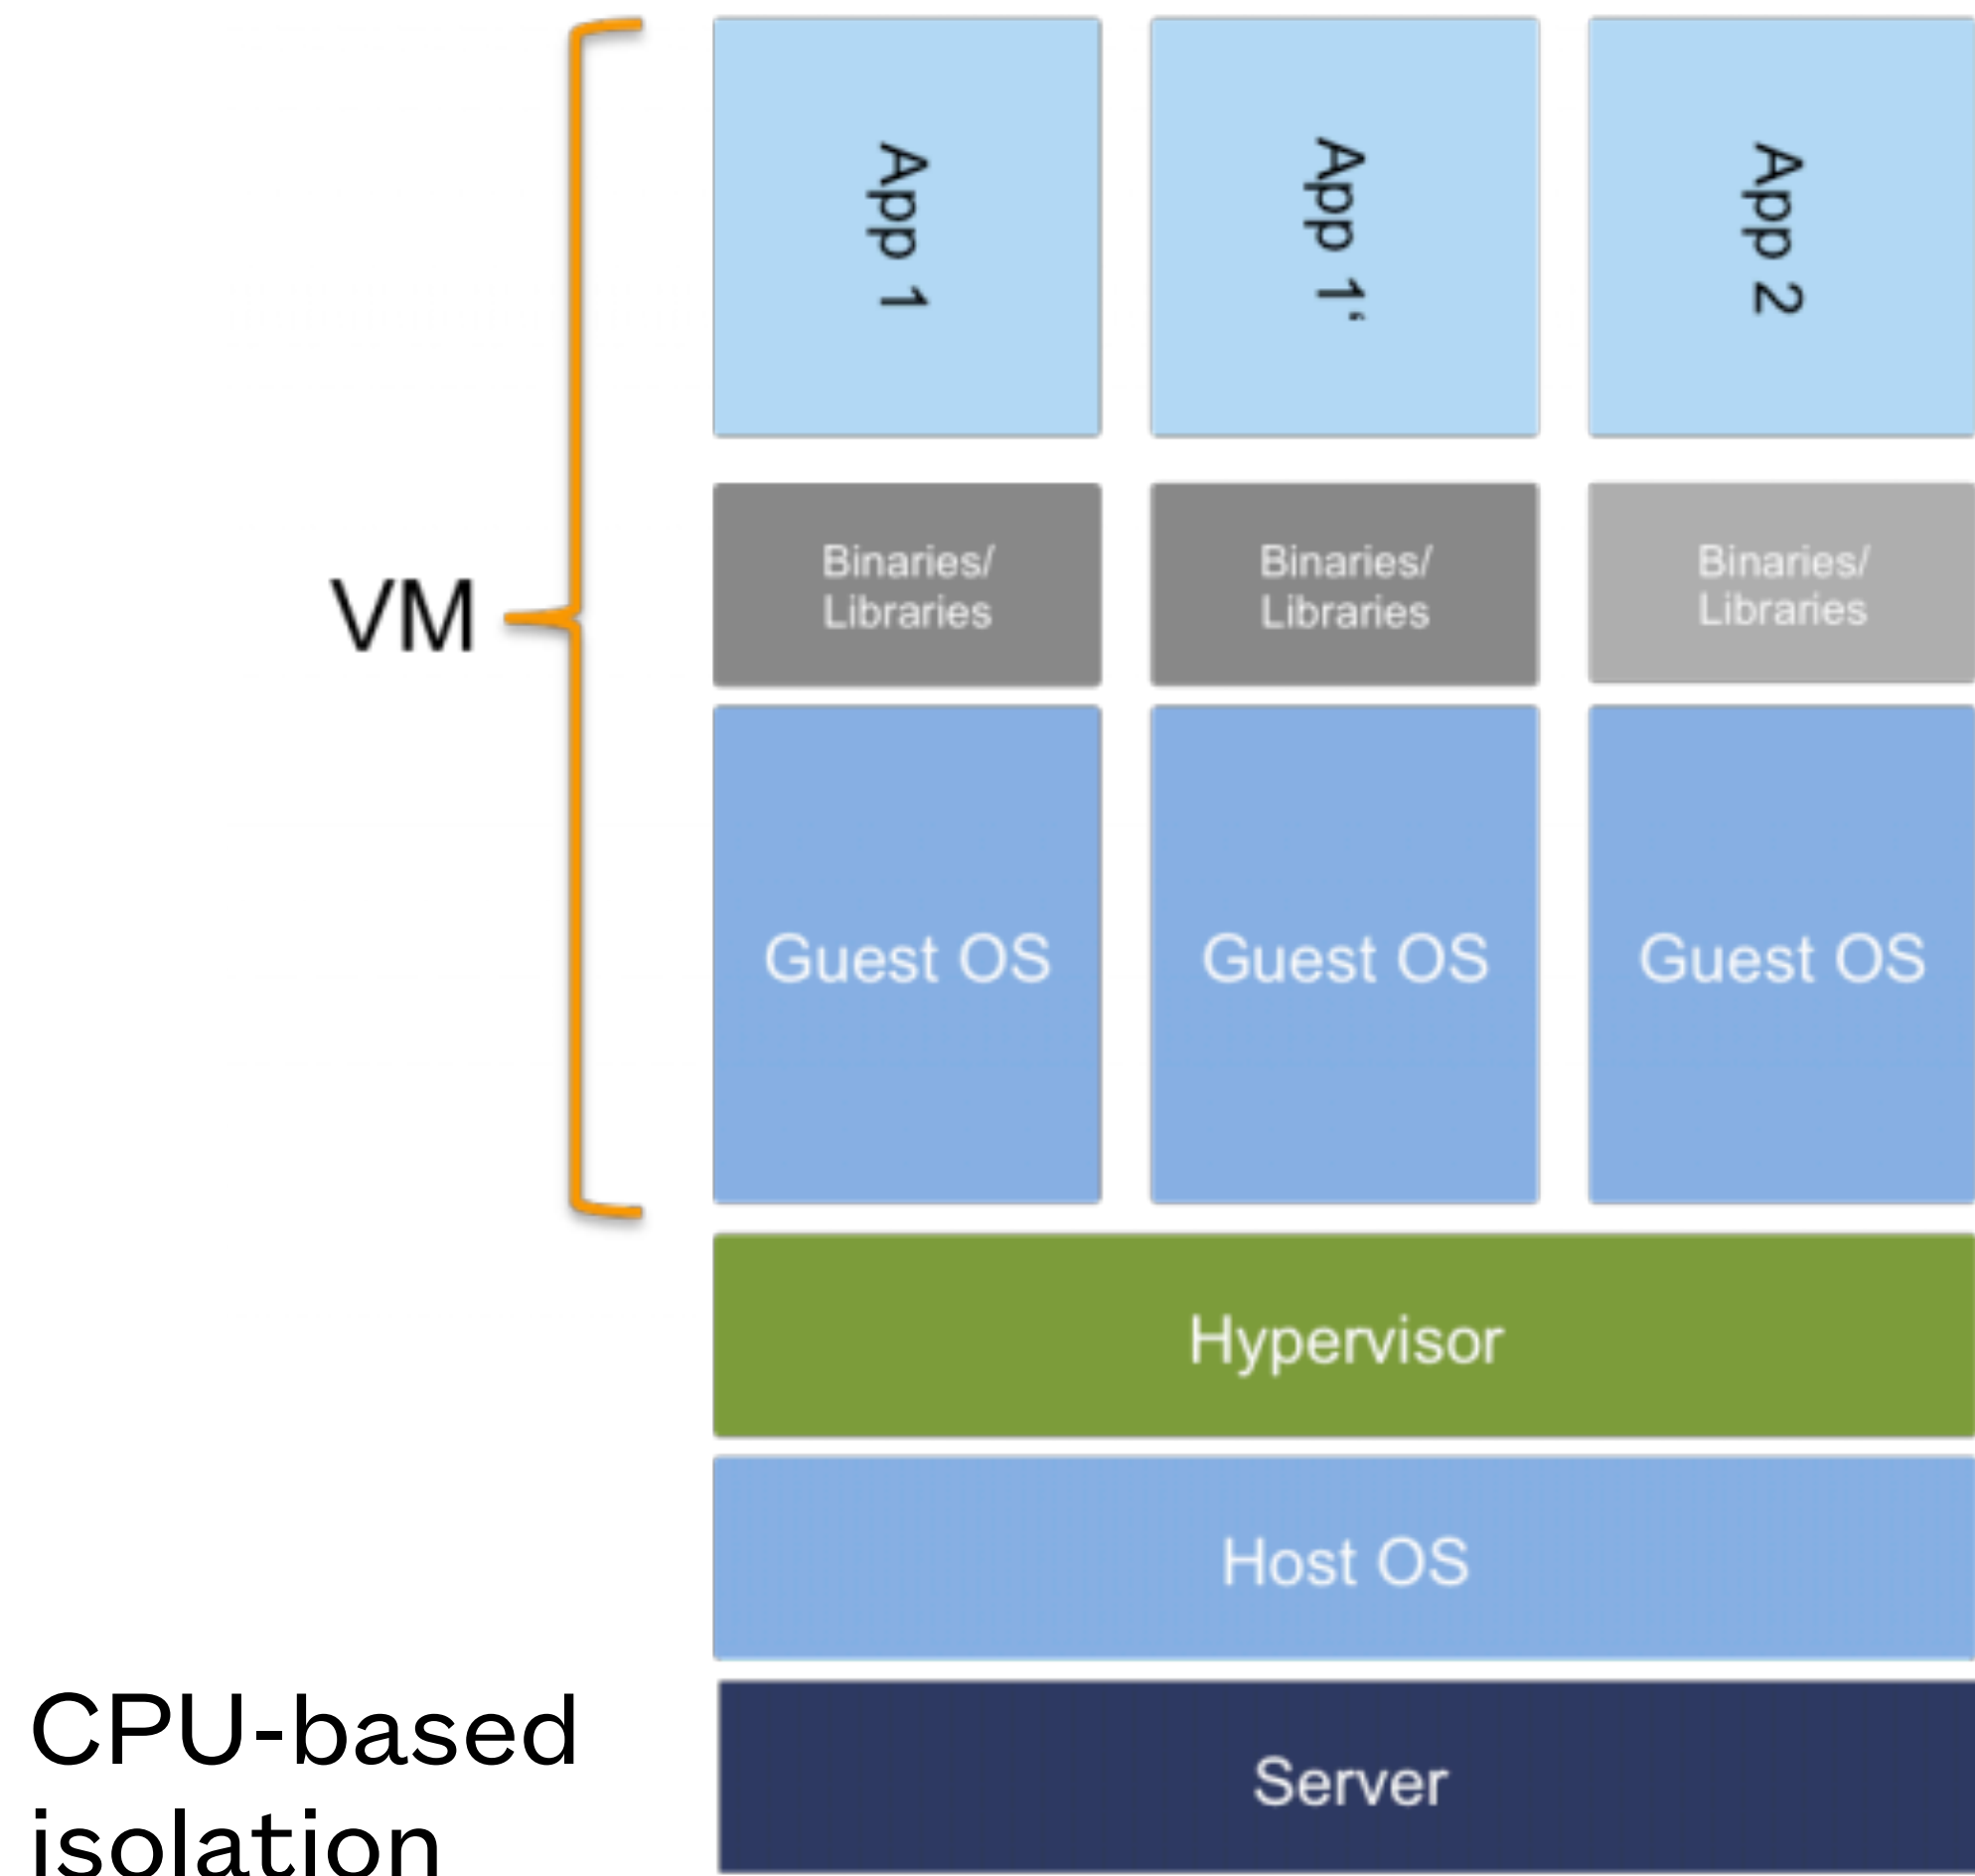 App 1
App 1'
App 2
VM
Binaries/
Libraries
Binaries/
Libraries
Binaries/
Libraries
Guest OS
Guest OS
Guest OS
Hypervisor
Host OS
Server
CPU-based
isolation